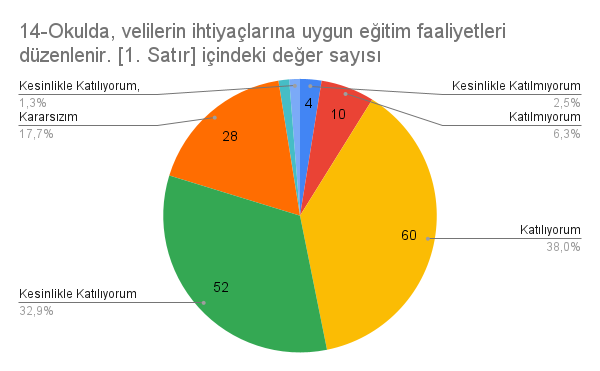 14-Okulda, velilerin ihtiyaçlarına uygun eğitim faaliyetleri
düzenlenir. [1. Satır] içindeki değer sayısı
Kesinlikle Katılıyorum,
1,3%
Kararsızım
17,7%
Kesinlikle Katılıyorum
32,9%
Kesinlikle Katılmıyorum
2,5%
Katılmıyorum
6,3%
Katılıyorum
38,0%
4
10
28
60
52